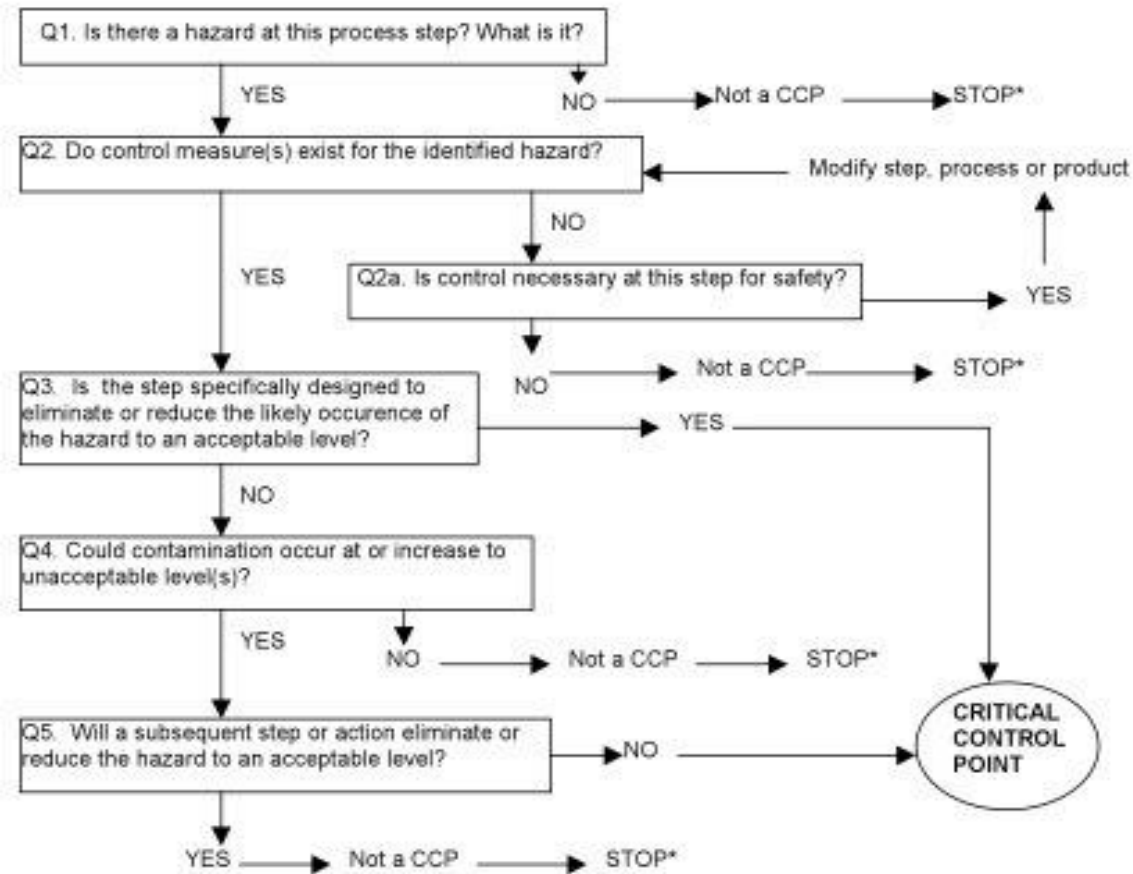 Q1. Is there a hazard at this process step? What is it?
YES
NO
Not a CCP
STOP*
Q2. Do control measure(s) exist for the identified hazard?
Modify step, process or product
NO
YES
Q2a. Is control necessary at this step for safety?
YES
NO
Not a CCP
STOP*
Q3. Is the step specifically designed to
eliminate or reduce the likely occurence of
the hazard to an acceptable level?
YES
NO
Q4. Could contamination occur at or increase to
unacceptable level(s)?
YES
NO
Not a CCP
STOP*
Q5. Will a subsequent step or action eliminate or
reduce the hazard to an acceptable level?
NO
CRITICAL
CONTROL
POINT
YES
Not a CCP
STOP*